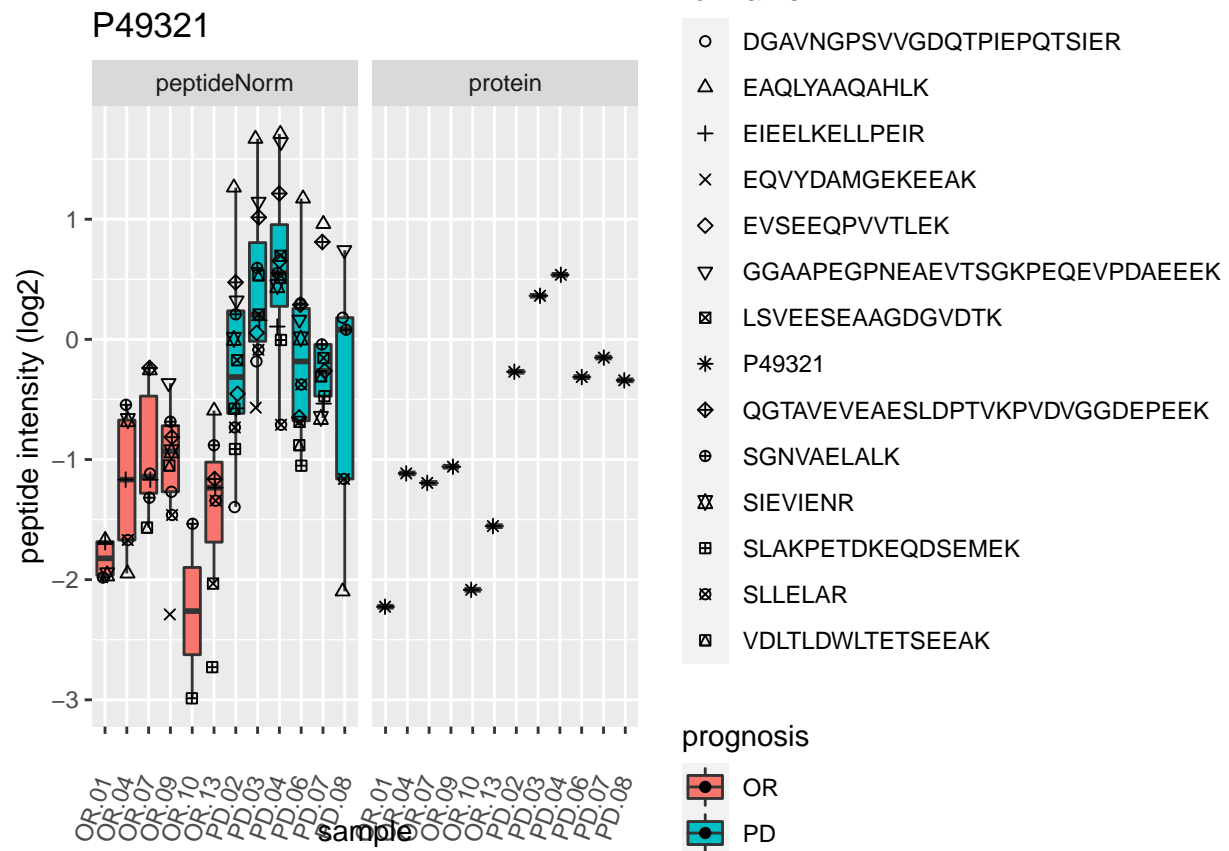 P49321
peptideNorm
protein
1
0
−1
−2
−3
peptide intensity (log2)
OR.01
OR.04
OR.07
OR.09
OR.10
OR.13
PD.02
PD.03
PD.04
PD.06
PD.07
PD.08
OR.01
OR.04
OR.07
OR.09
OR.10
OR.13
PD.02
PD.03
PD.04
PD.06
PD.07
PD.08
sample
DGAVNGPSVVGDQTPIEPQTSIER
EAQLYAAQAHLK
EIEELKELLPEIR
EQVYDAMGEKEEAK
EVSEEQPVVTLEK
GGAAPEGPNEAEVTSGKPEQEVPDAEEEK
LSVEESEAAGDGVDTK
P49321
QGTAVEVEAESLDPTVKPVDVGGDEPEEK
SGNVAELALK
SIEVIENR
SLAKPETDKEQDSEMEK
SLLELAR
VDLTLDWLTETSEEAK
prognosis
OR
PD